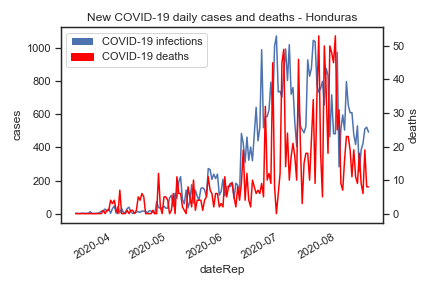 New COVID-19 daily cases and deaths - Honduras
COVID-19 infections
COVID-19 deaths
1000
800
600
400
200
0
cases
50
40
30
20
10
0
deaths
2020-04
2020-05
2020-06
2020-07
2020-08
dateRep